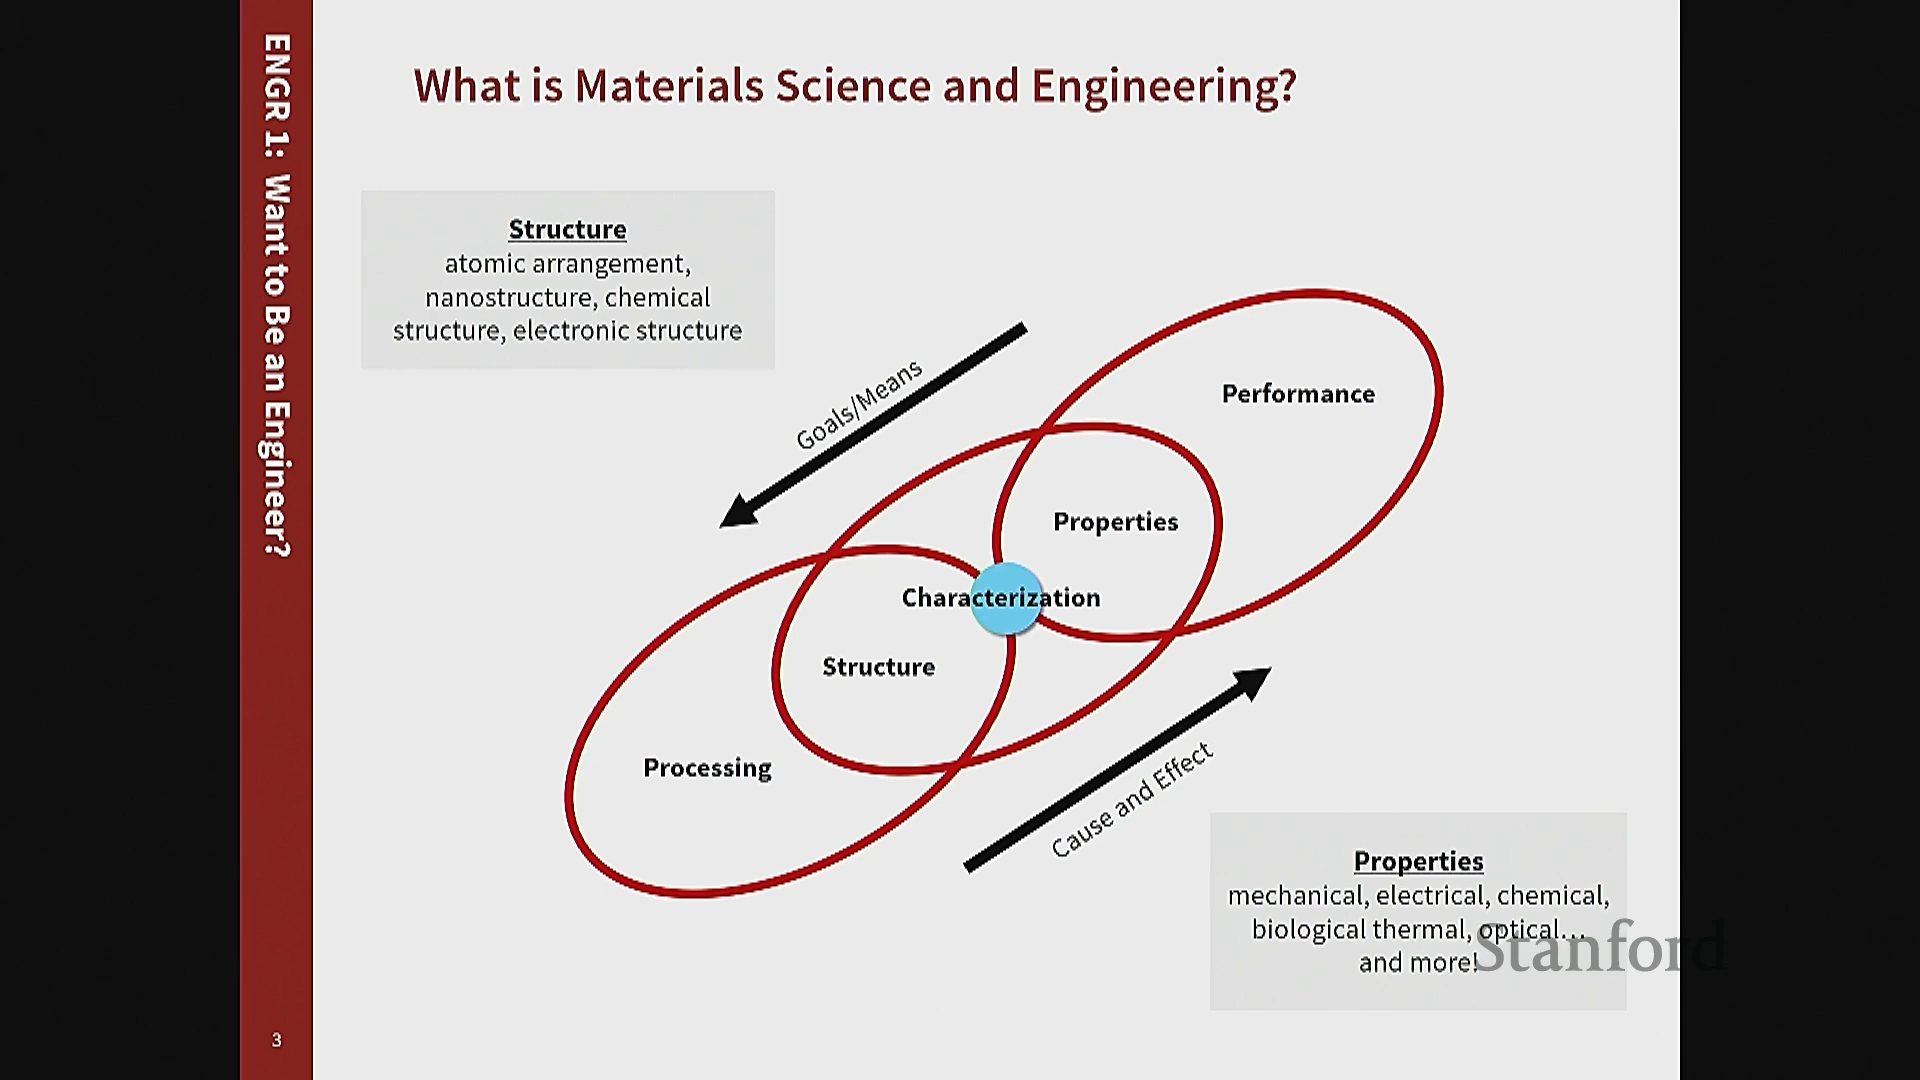 ENGR 1: Want to Be an Engineer?
What is Materials Science and Engineering?
Structure
atomic arrangement,
nanostructure, chemical
structure, electronic structure
Goals/Means
Performance
Properties
Characterization
Structure
Processing
Cause and Effect
Properties
mechanical, electrical, chemical,
biological thermal, optical…
and more!
Stanford
3